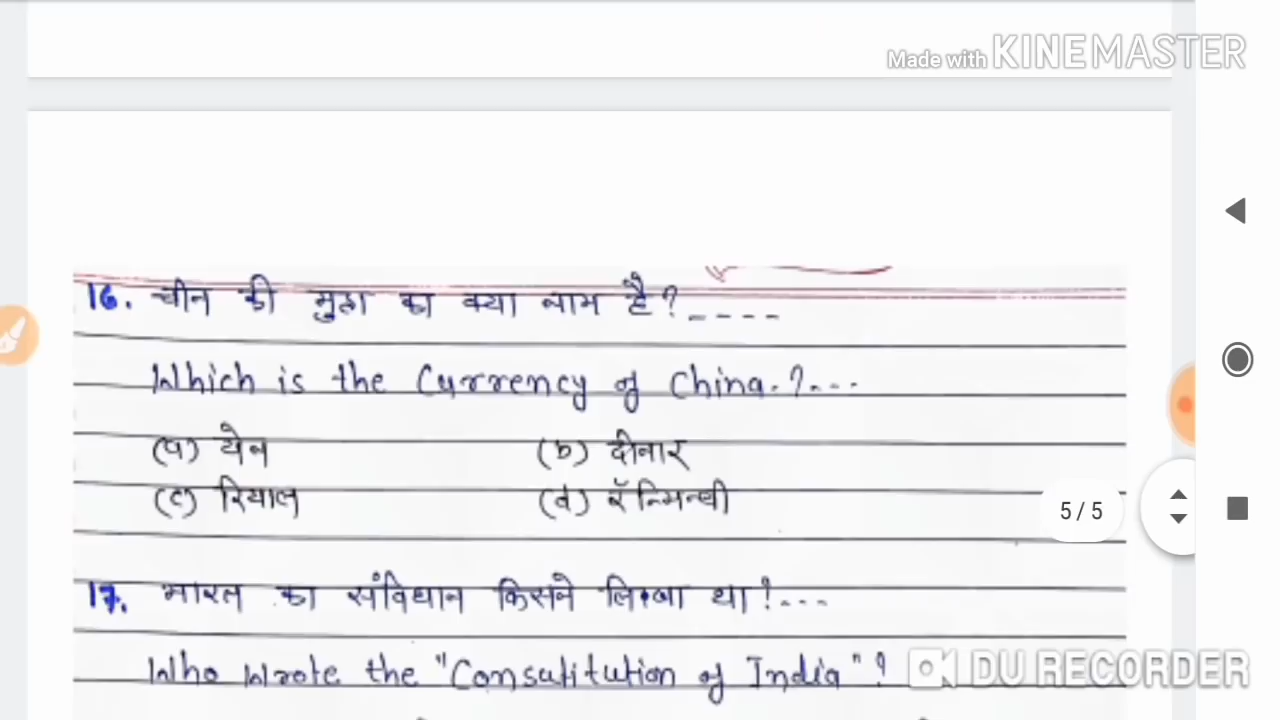 Made with KINEMASTER
16. चीन की मुद्रा का क्या नाम है?----
Which is the Currency of China.?---
(a) येन (b) दीनार
(c) रियाल (d) रॅन्मिन्बी
5/5
17. भारत का संविधान किसने लिखा था?---
Who Wrote the "Consatitution of India"?
DU RECORDER